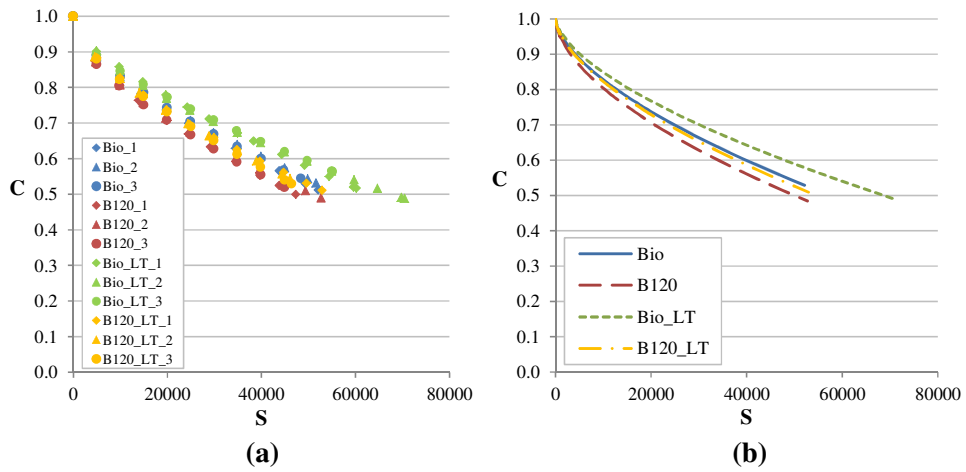 1.0
0.9
0.8
0.7
0.6
C
0.5
0.4
0.3
0.2
0.1
0.0
Bio_1
Bio_2
Bio_3
B120_1
B120_2
B120_3
Bio_LT_1
Bio_LT_2
Bio_LT_3
B120_LT_1
B120_LT_2
B120_LT_3
0 20000 40000 60000 80000
S
(a)
1.0
0.9
0.8
0.7
0.6
C
0.5
0.4
0.3
0.2
0.1
0.0
Bio
B120
Bio_LT
B120_LT
0 20000 40000 60000 80000
S
(b)